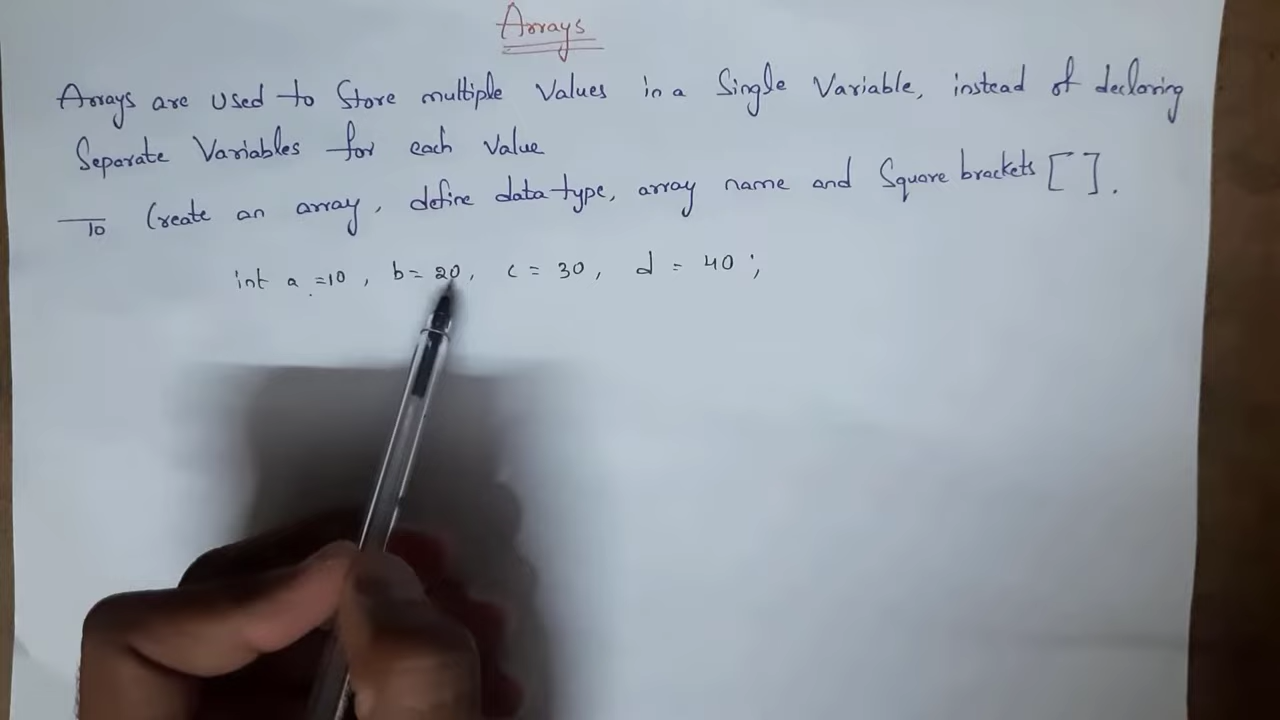 Arrays
Arrays are used to Store multiple Values in a Single Variable, instead of declaring
Separate Variables for each Value
To Create an array, define data type, array name and Square brackets [ ].
int a = 10, b = 20, c = 30, d = 40 ;